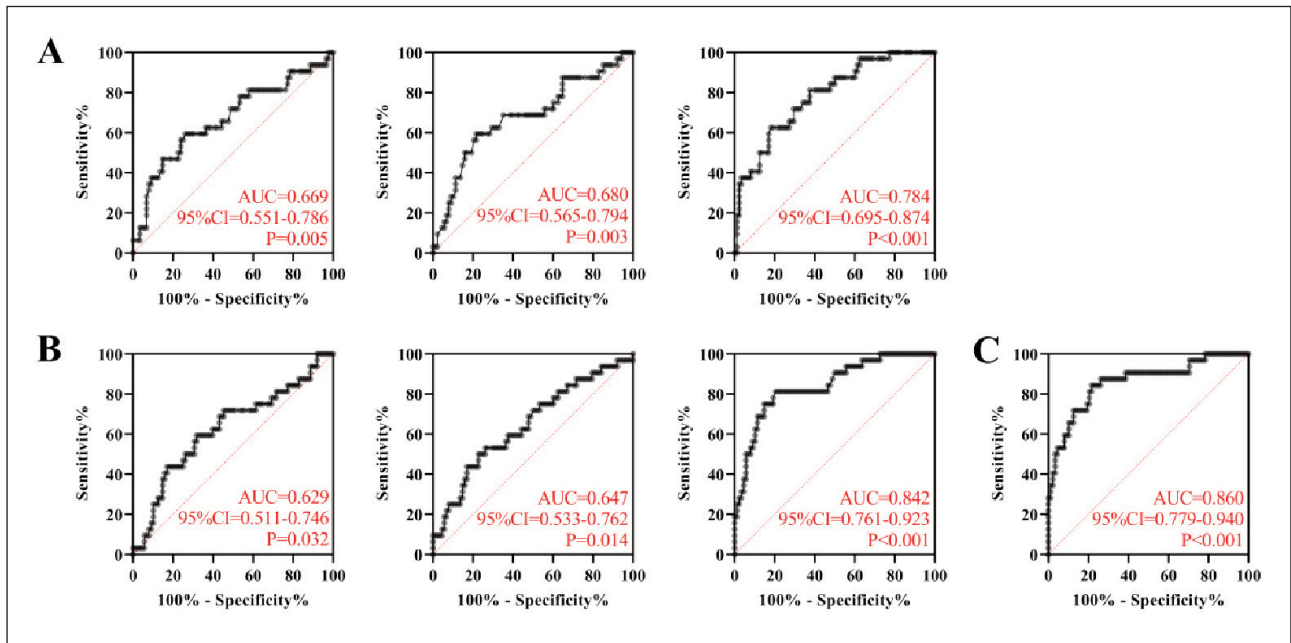 A
Sensitivity%
100
80
60
40
20
0
AUC=0.669
95%CI=0.551-0.786
P=0.005
0 20 40 60 80 100
100% - Specificity%
Sensitivity%
100
80
60
40
20
0
AUC=0.680
95%CI=0.565-0.794
P=0.003
0 20 40 60 80 100
100% - Specificity%
Sensitivity%
100
80
60
40
20
0
AUC=0.784
95%CI=0.695-0.874
P<0.001
0 20 40 60 80 100
100% - Specificity%
B
Sensitivity%
100
80
60
40
20
0
AUC=0.629
95%CI=0.511-0.746
P=0.032
0 20 40 60 80 100
100% - Specificity%
Sensitivity%
100
80
60
40
20
0
AUC=0.647
95%CI=0.533-0.762
P=0.014
0 20 40 60 80 100
100% - Specificity%
Sensitivity%
100
80
60
40
20
0
AUC=0.842
95%CI=0.761-0.923
P<0.001
0 20 40 60 80 100
100% - Specificity%
C
Sensitivity%
100
80
60
40
20
0
AUC=0.860
95%CI=0.779-0.940
P<0.001
0 20 40 60 80 100
100% - Specificity%